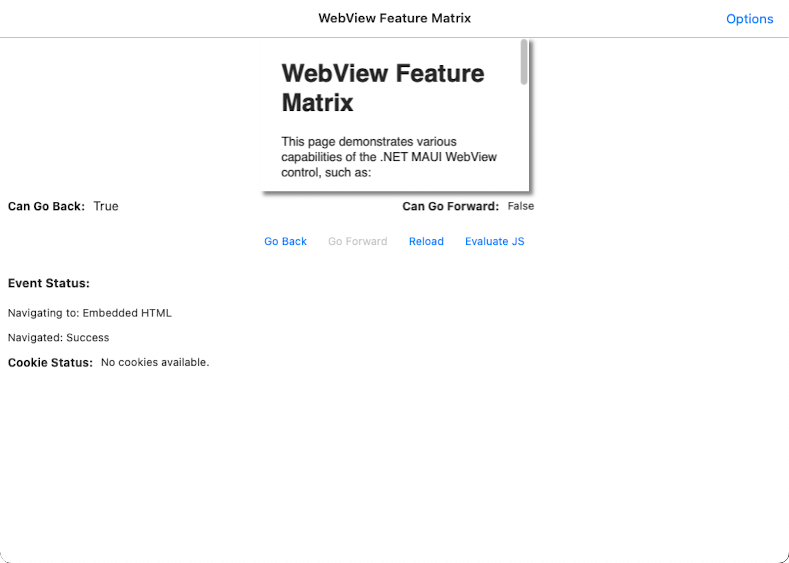 WebView Feature Matrix
Options
WebView Feature
Matrix
This page demonstrates various
capabilities of the .NET MAUI WebView
control, such as:
Can Go Back: True
Can Go Forward: False
Go Back Go Forward Reload Evaluate JS
Event Status:
Navigating to: Embedded HTML
Navigated: Success
Cookie Status: No cookies available.